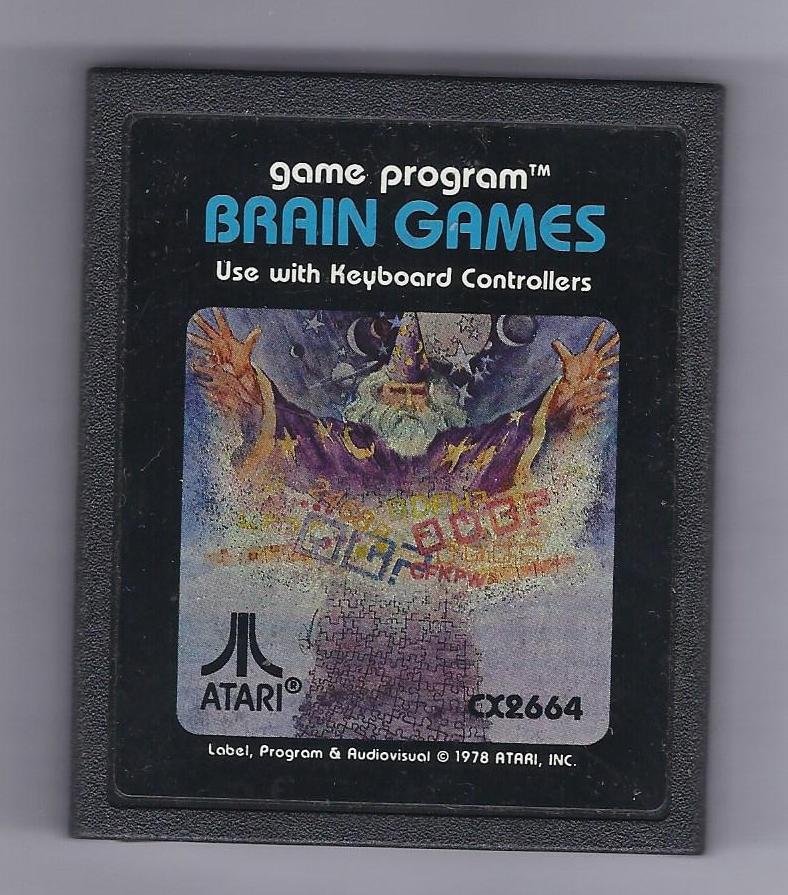 game program™
BRAIN GAMES
Use with Keyboard Controllers
ATARI®
CX2664
Label, Program & Audiovisual © 1978 ATARI, INC.